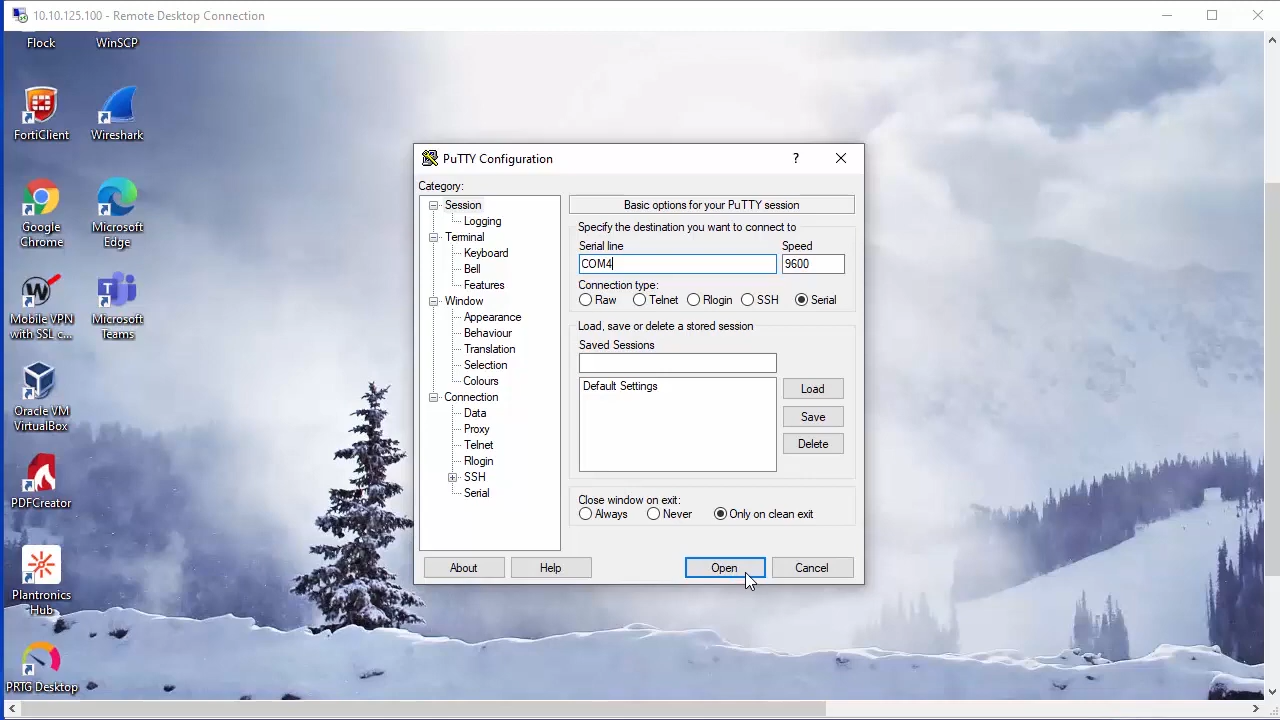 10.10.125.100 - Remote Desktop Connection
Flock
WinSCP
FortiClient
Wireshark
Google
Chrome
Microsoft
Edge
Mobile VPN
with SSL c...
Microsoft
Teams
Oracle VM
VirtualBox
PDFCreator
Plantronics
Hub
PRTG Desktop
PuTTY Configuration
?
Category:
Session
Logging
Terminal
Keyboard
Bell
Features
Window
Appearance
Behaviour
Translation
Selection
Colours
Connection
Data
Proxy
Telnet
Rlogin
SSH
Serial
Basic options for your PuTTY session
Specify the destination you want to connect to
Serial line
Speed
COM4
9600
Connection type:
Raw
Telnet
Rlogin
SSH
Serial
Load, save or delete a stored session
Saved Sessions
Default Settings
Load
Save
Delete
Close window on exit:
Always
Never
Only on clean exit
About
Help
Open
Cancel